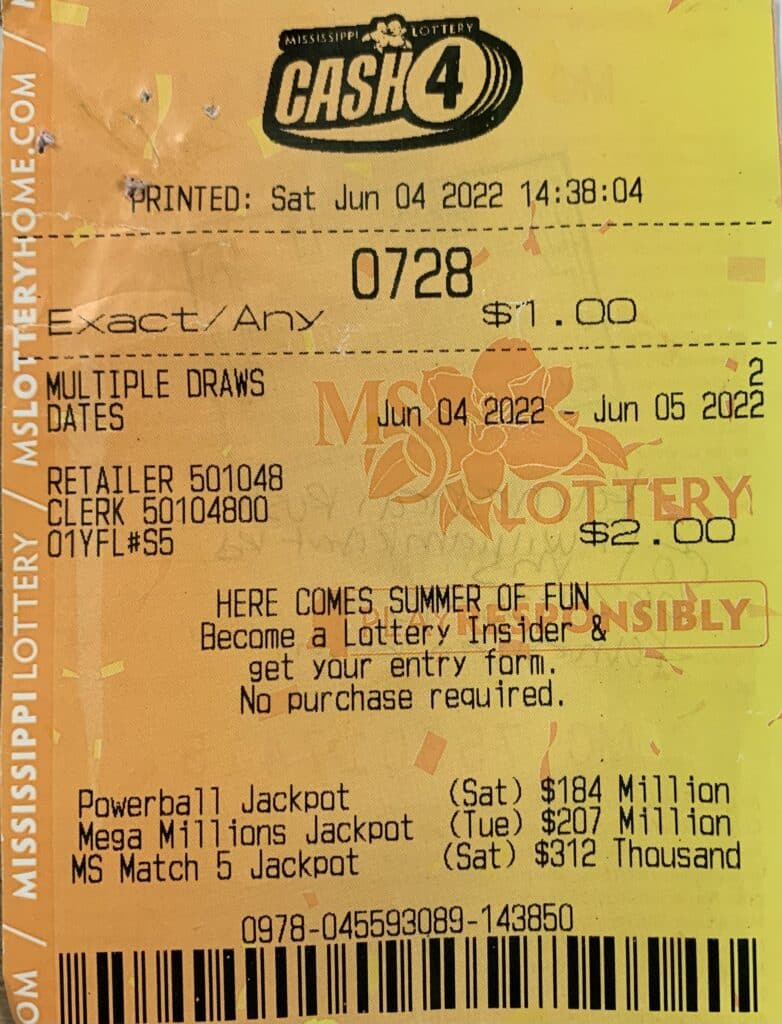 MISSISSIPPI LOTTERY
CASH 4
PRINTED: Sat Jun 04 2022 14:38:04
0728
Exact/Any $1.00
MULTIPLE DRAWS 2
DATES Jun 04 2022 - Jun 05 2022
MS
LOTTERY
RETAILER 501048
CLERK 50104800
01YFL#S5 $2.00
HERE COMES SUMMER OF FUN
PLAY RESPONSIBLY
Become a Lottery Insider &
get your entry form.
No purchase required.
Powerball Jackpot (Sat) $184 Million
Mega Millions Jackpot (Tue) $207 Million
MS Match 5 Jackpot (Sat) $312 Thousand
0978-045593089-143850
OM / MISSISSIPPI LOTTERY / MSLOTTERYHOME.COM /